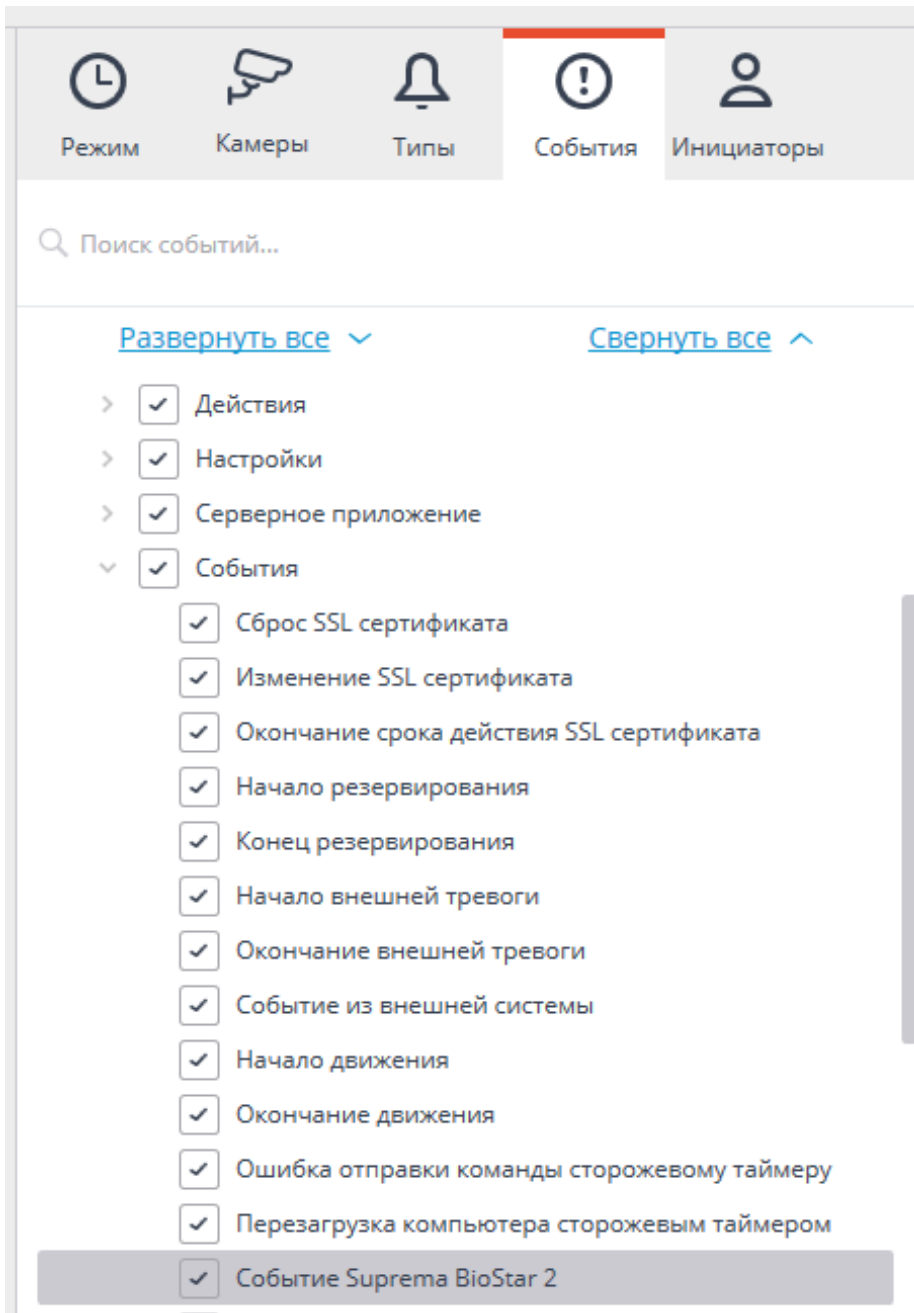 Режим Камеры Типы События Инициаторы
Поиск событий...
Развернуть все Свернуть все
Действия
Настройки
Серверное приложение
События
Сброс SSL сертификата
Изменение SSL сертификата
Окончание срока действия SSL сертификата
Начало резервирования
Конец резервирования
Начало внешней тревоги
Окончание внешней тревоги
Событие из внешней системы
Начало движения
Окончание движения
Ошибка отправки команды сторожевому таймеру
Перезагрузка компьютера сторожевым таймером
Событие Suprema BioStar 2